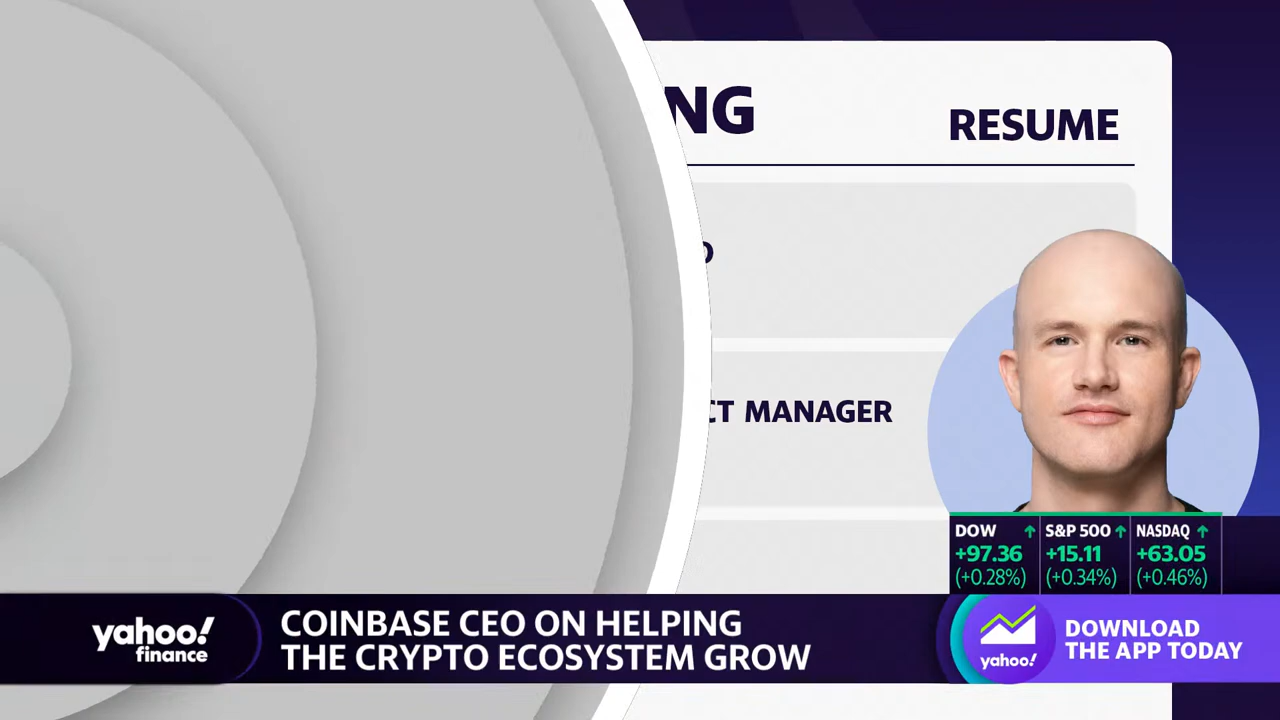 NG
RESUME
CT MANAGER
DOW
+97.36
(+0.28%)
S&P 500
+15.11
(+0.34%)
NASDAQ
+63.05
(+0.46%)
yahoo!
finance
COINBASE CEO ON HELPING
THE CRYPTO ECOSYSTEM GROW
yahoo!
DOWNLOAD
THE APP TODAY